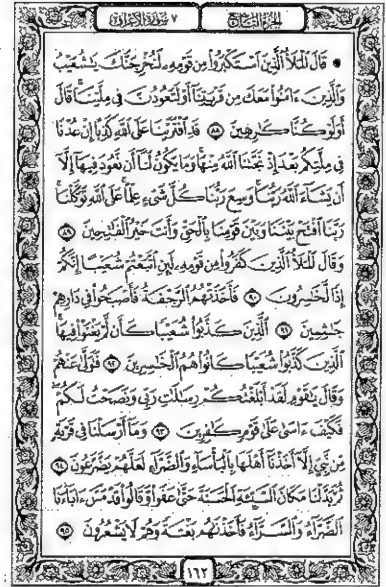 الجزء التاسع ٧ سورة الأعراف
۞ قَالَ ٱلْمَلَأُ ٱلَّذِينَ ٱسْتَكْبَرُوا۟ مِن قَوْمِهِۦ لَنُخْرِجَنَّكَ يَـٰشُعَيْبُ
وَٱلَّذِينَ ءَامَنُوا۟ مَعَكَ مِن قَرْيَتِنَآ أَوْ لَتَعُودُنَّ فِى مِلَّتِنَا قَالَ
أَوَلَوْ كُنَّا كَـٰرِهِينَ ٨٨ قَدِ ٱفْتَرَيْنَا عَلَى ٱللَّهِ كَذِبًا إِنْ عُدْنَا
فِى مِلَّتِكُم بَعْدَ إِذْ نَجَّىٰنَا ٱللَّهُ مِنْهَا وَمَا يَكُونُ لَنَآ أَن نَّعُودَ فِيهَآ إِلَّآ
أَن يَشَآءَ ٱللَّهُ رَبُّنَا وَسِعَ رَبُّنَا كُلَّ شَىْءٍ عِلْمًا عَلَى ٱللَّهِ تَوَكَّلْنَا
رَبَّنَا ٱفْتَحْ بَيْنَنَا وَبَيْنَ قَوْمِنَا بِٱلْحَقِّ وَأَنتَ خَيْرُ ٱلْفَـٰتِحِينَ ٨٩
وَقَالَ ٱلْمَلَأُ ٱلَّذِينَ كَفَرُوا۟ مِن قَوْمِهِۦ لَئِنِ ٱتَّبَعْتُمْ شُعَيْبًا إِنَّكُمْ
إِذًا لَّخَـٰسِرُونَ ٩٠ فَأَخَذَتْهُمُ ٱلرَّجْفَةُ فَأَصْبَحُوا۟ فِى دَارِهِمْ
جَـٰثِمِينَ ٩١ ٱلَّذِينَ كَذَّبُوا۟ شُعَيْبًا كَأَن لَّمْ يَغْنَوْا۟ فِيهَا
ٱلَّذِينَ كَذَّبُوا۟ شُعَيْبًا كَانُوا۟ هُمُ ٱلْخَـٰسِرِينَ ٩٢ فَتَوَلَّىٰ عَنْهُمْ
وَقَالَ يَـٰقَوْمِ لَقَدْ أَبْلَغْتُكُمْ رِسَـٰلَـٰتِ رَبِّى وَنَصَحْتُ لَكُمْ
فَكَيْفَ ءَاسَىٰ عَلَىٰ قَوْمٍ كَـٰفِرِينَ ٩٣ وَمَآ أَرْسَلْنَا فِى قَرْيَةٍ
مِّن نَّبِىٍّ إِلَّآ أَخَذْنَآ أَهْلَهَا بِٱلْبَأْسَآءِ وَٱلضَّرَّآءِ لَعَلَّهُمْ يَضَّرَّعُونَ ٩٤
ثُمَّ بَدَّلْنَا مَكَانَ ٱلسَّيِّئَةِ ٱلْحَسَنَةَ حَتَّىٰ عَفَوا۟ وَّقَالُوا۟ قَدْ مَسَّ ءَابَآءَنَا
ٱلضَّرَّآءُ وَٱلسَّرَّآءُ فَأَخَذْنَـٰهُم بَغْتَةً وَهُمْ لَا يَشْعُرُونَ ٩٥
١٦٢